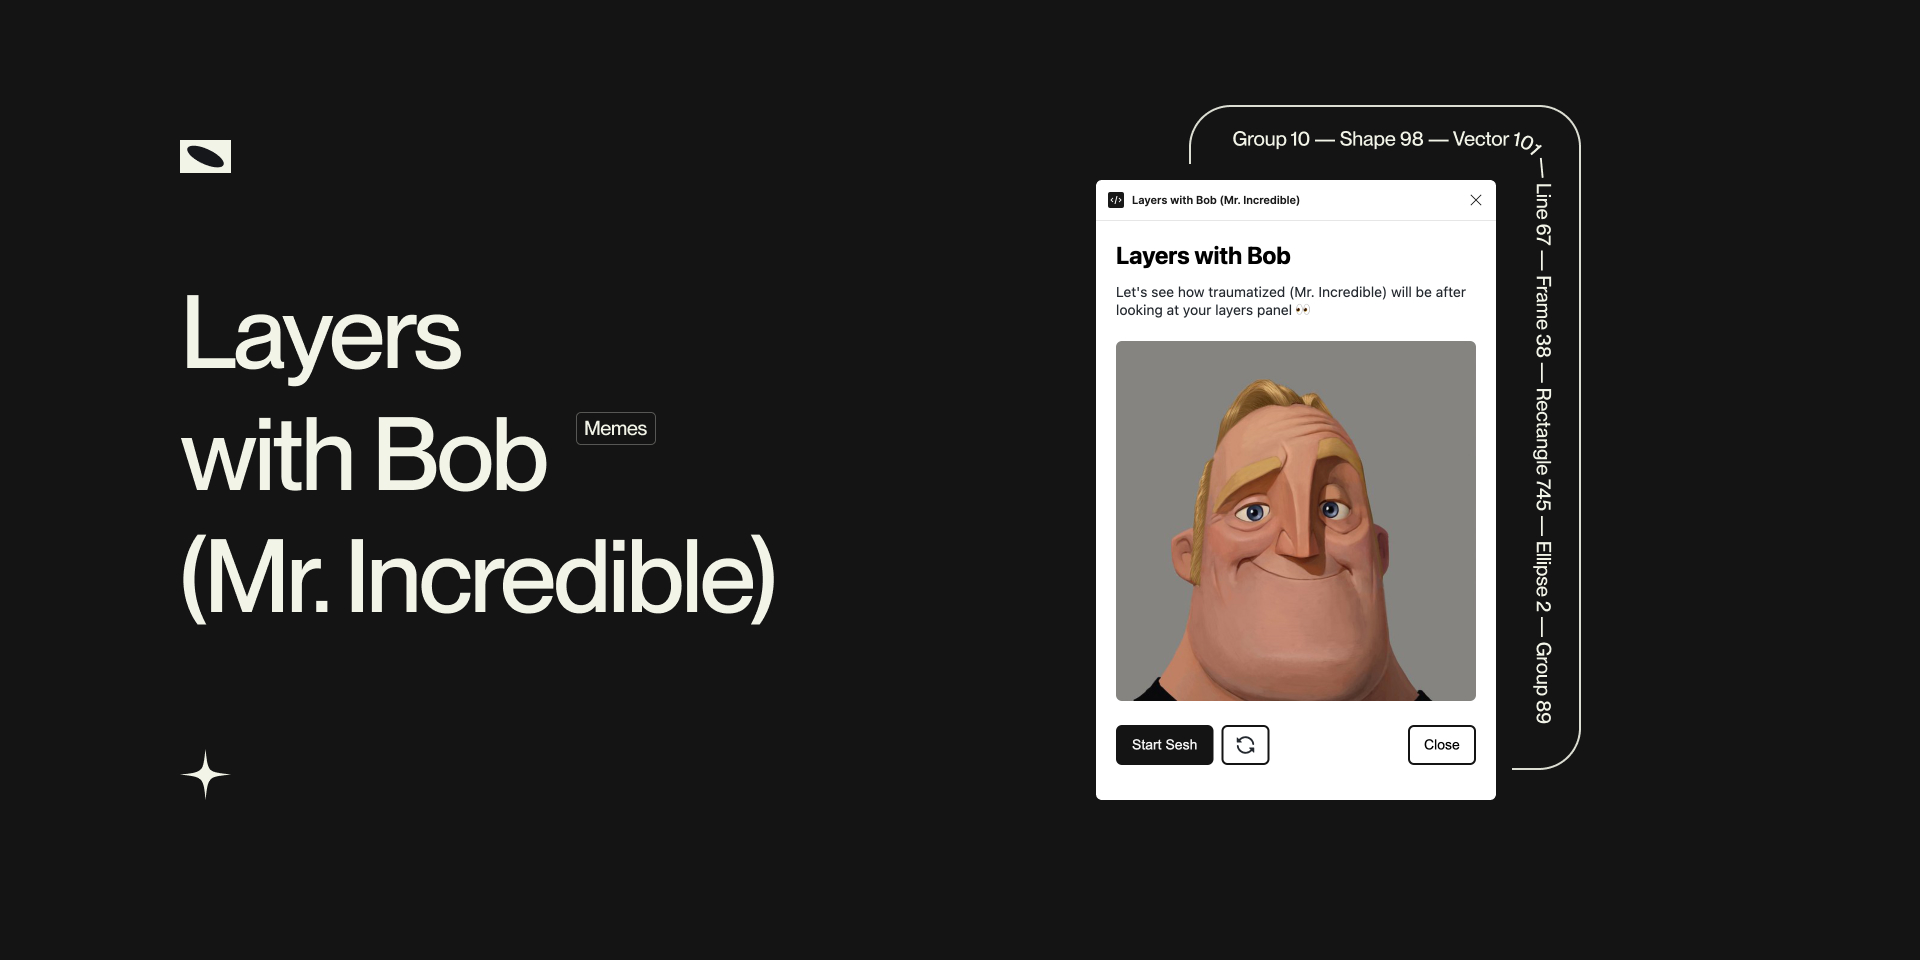 Layers
with Bob
Memes
(Mr. Incredible)
Group 10 — Shape 98 — Vector 101 — Line 67 — Frame 38 — Rectangle 745 — Ellipse 2 — Group 89
Layers with Bob (Mr. Incredible)
Layers with Bob
Let's see how traumatized (Mr. Incredible) will be after
looking at your layers panel 👀
Start Sesh
Close